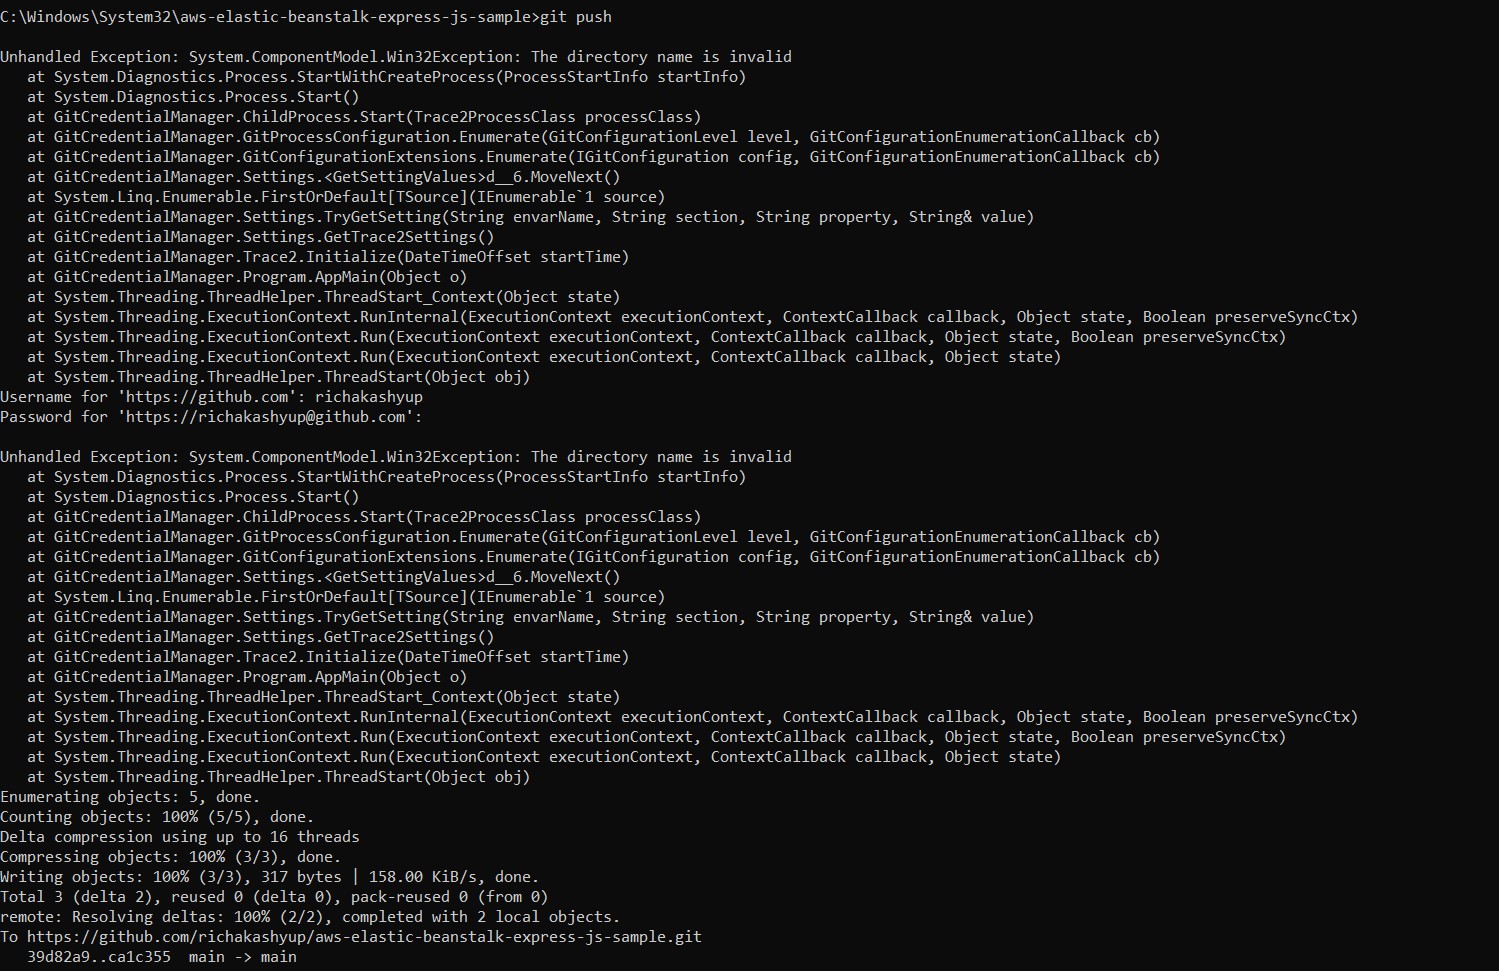 C:\Windows\System32\aws-elastic-beanstalk-express-js-sample>git push
Unhandled Exception: System.ComponentModel.Win32Exception: The directory name is invalid
   at System.Diagnostics.Process.StartWithCreateProcess(ProcessStartInfo startInfo)
   at System.Diagnostics.Process.Start()
   at GitCredentialManager.ChildProcess.Start(Trace2ProcessClass processClass)
   at GitCredentialManager.GitProcessConfiguration.Enumerate(GitConfigurationLevel level, GitConfigurationEnumerationCallback cb)
   at GitCredentialManager.GitConfigurationExtensions.Enumerate(IGitConfiguration config, GitConfigurationEnumerationCallback cb)
   at GitCredentialManager.Settings.<GetSettingValues>d__6.MoveNext()
   at System.Linq.Enumerable.FirstOrDefault[TSource](IEnumerable`1 source)
   at GitCredentialManager.Settings.TryGetSetting(String envarName, String section, String property, String& value)
   at GitCredentialManager.Settings.GetTrace2Settings()
   at GitCredentialManager.Trace2.Initialize(DateTimeOffset startTime)
   at GitCredentialManager.Program.AppMain(Object o)
   at System.Threading.ThreadHelper.ThreadStart_Context(Object state)
   at System.Threading.ExecutionContext.RunInternal(ExecutionContext executionContext, ContextCallback callback, Object state, Boolean preserveSyncCtx)
   at System.Threading.ExecutionContext.Run(ExecutionContext executionContext, ContextCallback callback, Object state, Boolean preserveSyncCtx)
   at System.Threading.ExecutionContext.Run(ExecutionContext executionContext, ContextCallback callback, Object state)
   at System.Threading.ThreadHelper.ThreadStart(Object obj)
Username for 'https://github.com': richakashyup
Password for 'https://richakashyup@github.com':
Unhandled Exception: System.ComponentModel.Win32Exception: The directory name is invalid
   at System.Diagnostics.Process.StartWithCreateProcess(ProcessStartInfo startInfo)
   at System.Diagnostics.Process.Start()
   at GitCredentialManager.ChildProcess.Start(Trace2ProcessClass processClass)
   at GitCredentialManager.GitProcessConfiguration.Enumerate(GitConfigurationLevel level, GitConfigurationEnumerationCallback cb)
   at GitCredentialManager.GitConfigurationExtensions.Enumerate(IGitConfiguration config, GitConfigurationEnumerationCallback cb)
   at GitCredentialManager.Settings.<GetSettingValues>d__6.MoveNext()
   at System.Linq.Enumerable.FirstOrDefault[TSource](IEnumerable`1 source)
   at GitCredentialManager.Settings.TryGetSetting(String envarName, String section, String property, String& value)
   at GitCredentialManager.Settings.GetTrace2Settings()
   at GitCredentialManager.Trace2.Initialize(DateTimeOffset startTime)
   at GitCredentialManager.Program.AppMain(Object o)
   at System.Threading.ThreadHelper.ThreadStart_Context(Object state)
   at System.Threading.ExecutionContext.RunInternal(ExecutionContext executionContext, ContextCallback callback, Object state, Boolean preserveSyncCtx)
   at System.Threading.ExecutionContext.Run(ExecutionContext executionContext, ContextCallback callback, Object state, Boolean preserveSyncCtx)
   at System.Threading.ExecutionContext.Run(ExecutionContext executionContext, ContextCallback callback, Object state)
   at System.Threading.ThreadHelper.ThreadStart(Object obj)
Enumerating objects: 5, done.
Counting objects: 100% (5/5), done.
Delta compression using up to 16 threads
Compressing objects: 100% (3/3), done.
Writing objects: 100% (3/3), 317 bytes | 158.00 KiB/s, done.
Total 3 (delta 2), reused 0 (delta 0), pack-reused 0 (from 0)
remote: Resolving deltas: 100% (2/2), completed with 2 local objects.
To https://github.com/richakashyup/aws-elastic-beanstalk-express-js-sample.git
   39d82a9..ca1c355  main -> main